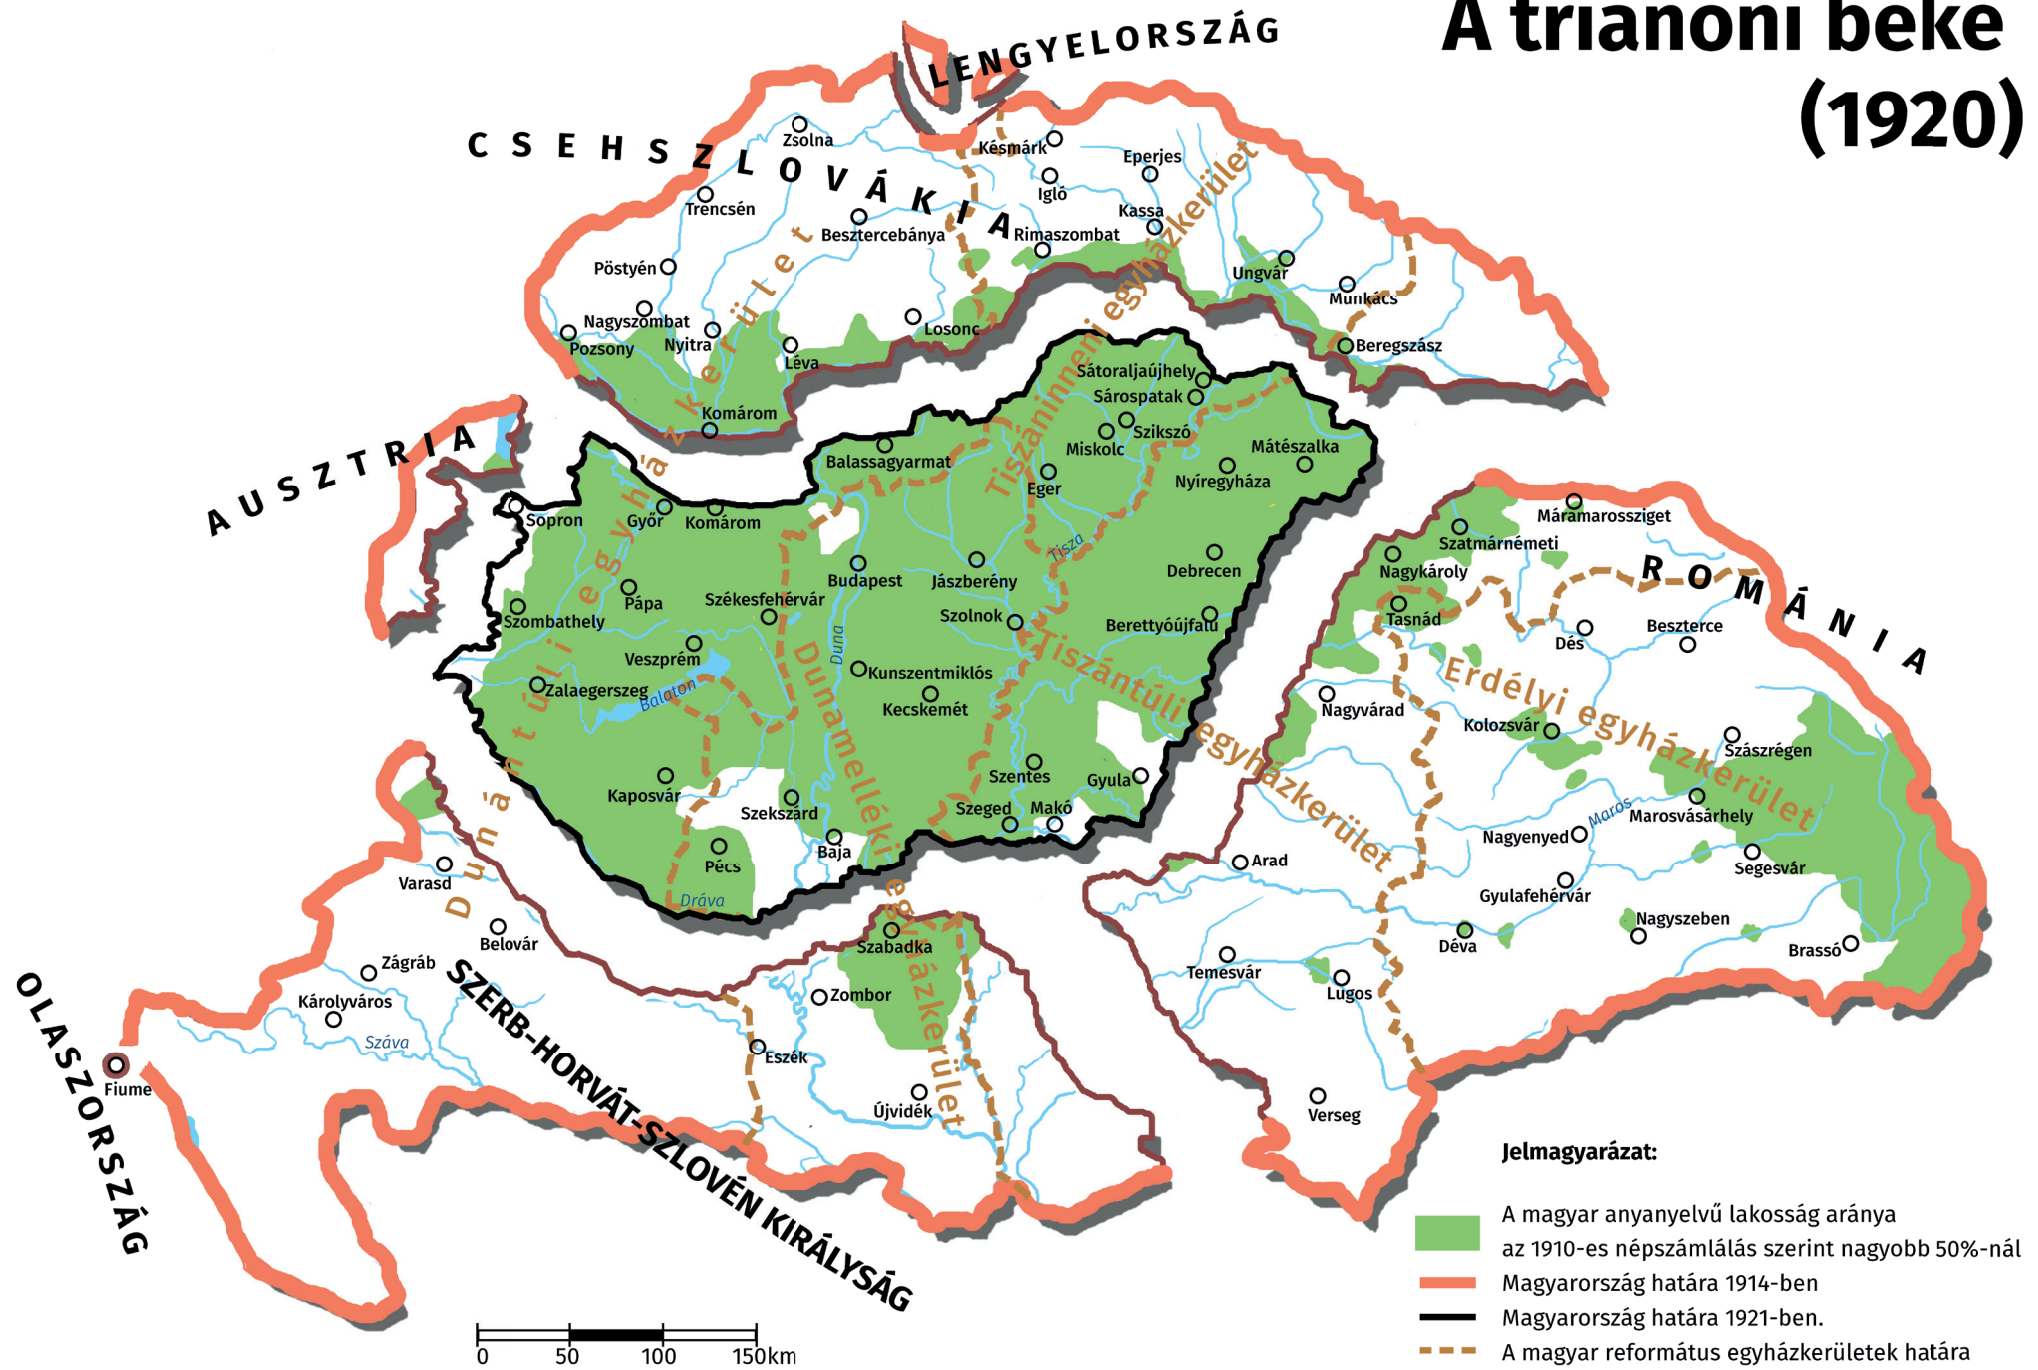 A trianoni béke
(1920)
LENGYELORSZÁG
CSEHSZLOVÁKIA
Zsolna
Késmárk
Eperjes
Igló
Trencsén
Kassa
Besztercebánya
Rimaszombat
Pöstyén
Ungvár
Munkács
Nagyszombat
Nyitra
Losonc
Pozsony
Léva
Beregszász
Komárom
AUSZTRIA
Sátoraljaújhely
Sárospatak
Szikszó
Miskolc
Mátészalka
Balassagyarmat
Eger
Nyíregyháza
Sopron
Győr
Komárom
Tisza
Budapest
Jászberény
Debrecen
Pápa
Székesfehérvár
Szolnok
Berettyóújfalu
Szombathely
Duna
Veszprém
Kunszentmiklós
Zalaegerszeg
Balaton
Kecskemét
Szentes
Gyula
Kaposvár
Szekszárd
Szeged
Makó
Baja
Pécs
Dráva
Dunántúli egyházkerület
Dunamelléki egyházkerület
Tiszáninneni egyházkerület
Tiszántúli egyházkerület
Erdélyi egyházkerület
ROMÁNIA
Máramarossziget
Szatmárnémeti
Nagykároly
Tasnád
Dés
Beszterce
Nagyvárad
Kolozsvár
Szászrégen
Maros
Marosvásárhely
Nagyenyed
Segesvár
Arad
Gyulafehérvár
Nagyszeben
Déva
Brassó
Temesvár
Lugos
Verseg
Varasd
Belovár
Zágráb
Károlyváros
Száva
Szabadka
Zombor
Eszék
Újvidék
SZERB-HORVÁT-SZLOVÉN KIRÁLYSÁG
OLASZORSZÁG
Fiume
Jelmagyarázat:
A magyar anyanyelvű lakosság aránya
az 1910-es népszámlálás szerint nagyobb 50%-nál
Magyarország határa 1914-ben
Magyarország határa 1921-ben.
A magyar református egyházkerületek határa
0 50 100 150km